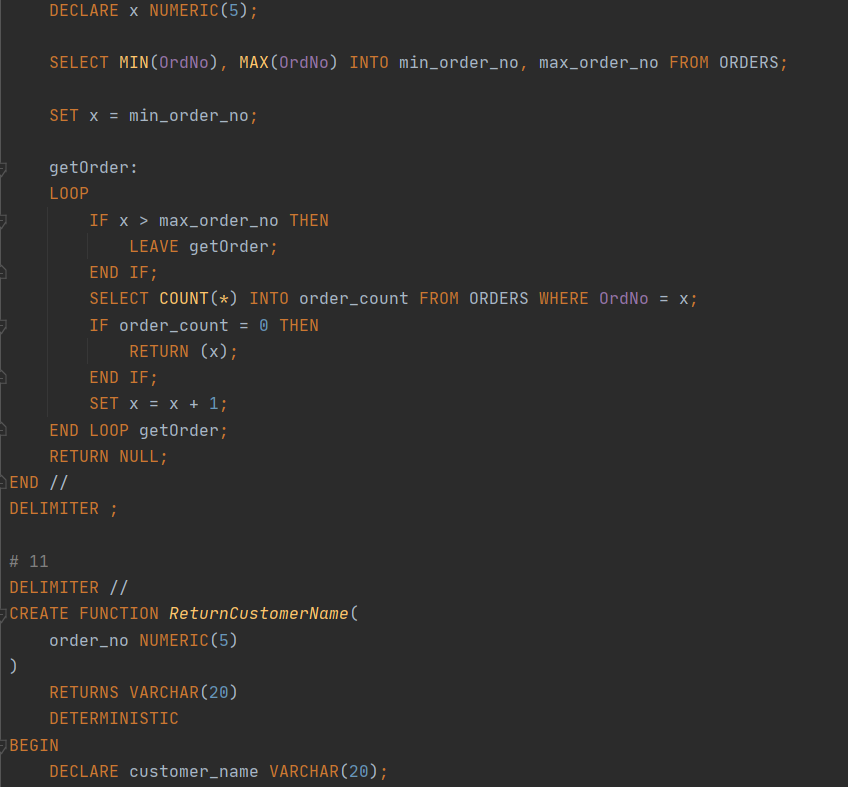 DECLARE x NUMERIC(5);
SELECT MIN(OrdNo), MAX(OrdNo) INTO min_order_no, max_order_no FROM ORDERS;
SET x = min_order_no;
getOrder:
LOOP
IF x > max_order_no THEN
LEAVE getOrder;
END IF;
SELECT COUNT(*) INTO order_count FROM ORDERS WHERE OrdNo = x;
IF order_count = 0 THEN
RETURN (x);
END IF;
SET x = x + 1;
END LOOP getOrder;
RETURN NULL;
END //
DELIMITER ;
# 11
DELIMITER //
CREATE FUNCTION ReturnCustomerName(
order_no NUMERIC(5)
)
RETURNS VARCHAR(20)
DETERMINISTIC
BEGIN
DECLARE customer_name VARCHAR(20);